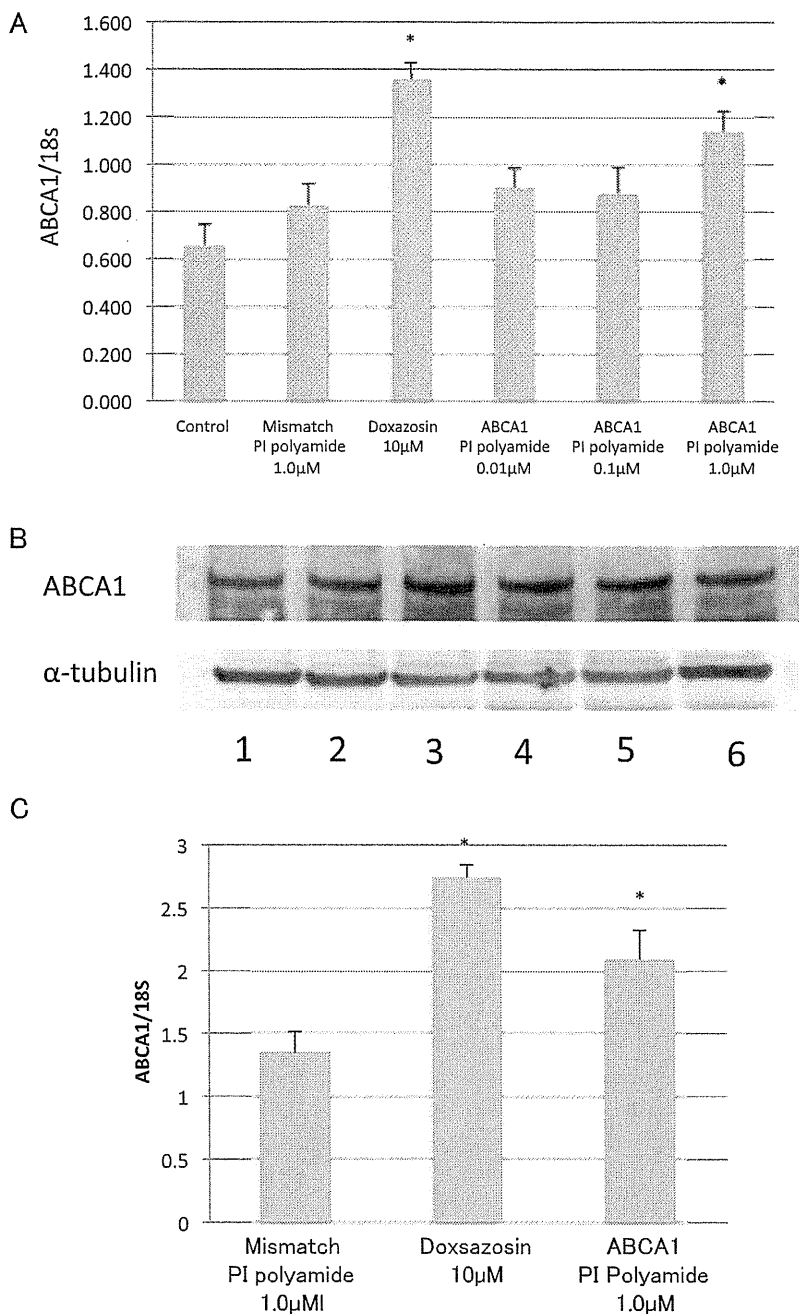 A
ABCA1/18s
1.600
1.400
1.200
1.000
0.800
0.600
0.400
0.200
0.000
*
*
Control
Mismatch
PI polyamide
1.0μM
Doxazosin
10μM
ABCA1
PI polyamide
0.01μM
ABCA1
PI polyamide
0.1μM
ABCA1
PI polyamide
1.0μM
B
ABCA1
α-tubulin
1 2 3 4 5 6
C
ABCA1/18S
3
2.5
2
1.5
1
0.5
0
*
*
Mismatch
PI polyamide
1.0μMl
Doxsazosin
10μM
ABCA1
PI Polyamide
1.0μM